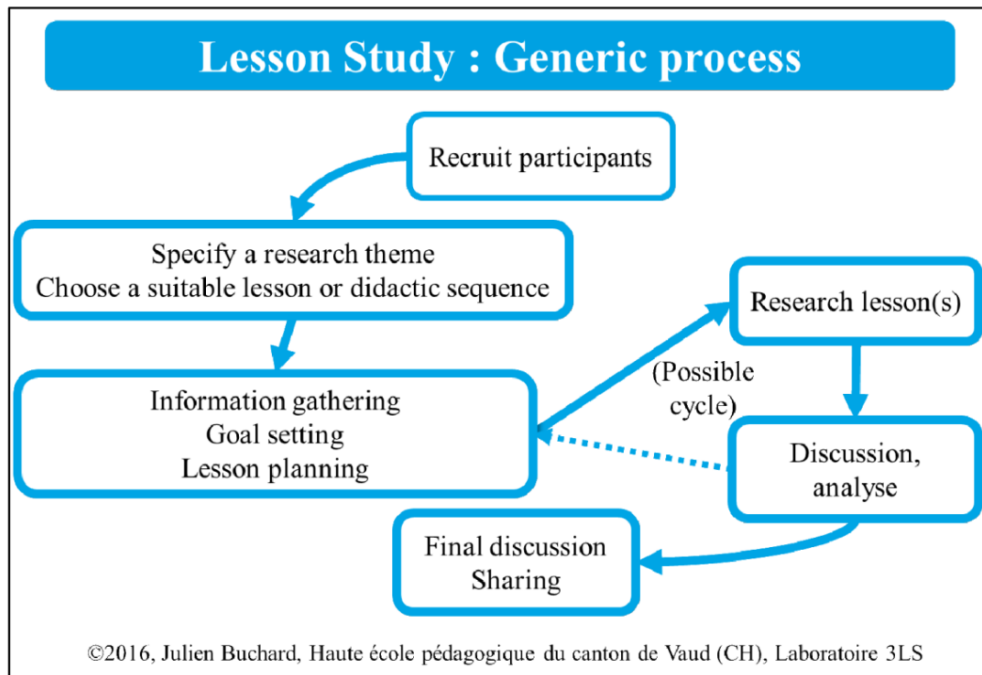 Lesson Study : Generic process
Recruit participants
Specify a research theme
Choose a suitable lesson or didactic sequence
Information gathering
Goal setting
Lesson planning
(Possible
cycle)
Research lesson(s)
Discussion,
analyse
Final discussion
Sharing
©2016, Julien Buchard, Haute école pédagogique du canton de Vaud (CH), Laboratoire 3LS